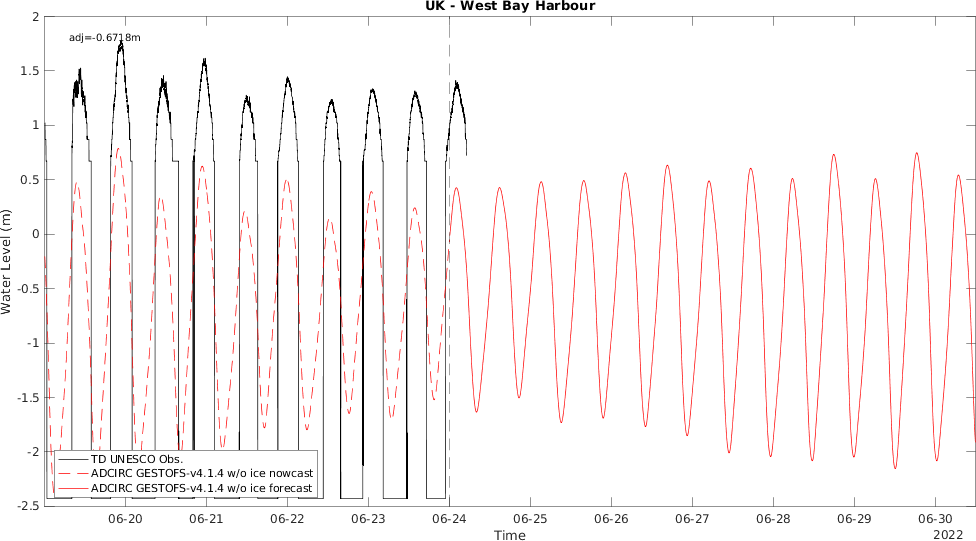 UK - West Bay Harbour
adj=-0.6718m
Water Level (m)
2
1.5
1
0.5
0
-0.5
-1
-1.5
-2
-2.5
TD UNESCO Obs.
ADCIRC GESTOFS-v4.1.4 w/o ice nowcast
ADCIRC GESTOFS-v4.1.4 w/o ice forecast
06-20 06-21 06-22 06-23 06-24 06-25 06-26 06-27 06-28 06-29 06-30
Time
2022